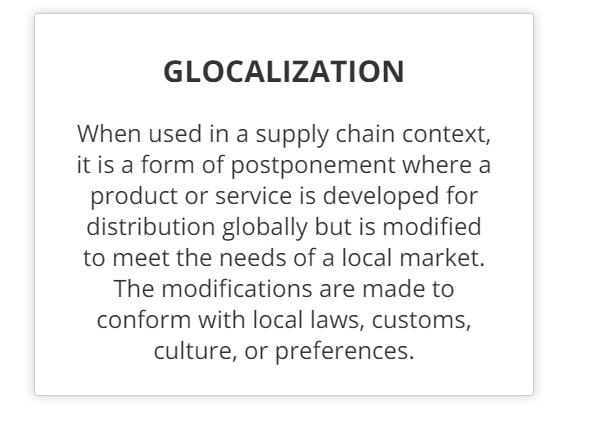 GLOCALIZATION
When used in a supply chain context,
it is a form of postponement where a
product or service is developed for
distribution globally but is modified
to meet the needs of a local market.
The modifications are made to
conform with local laws, customs,
culture, or preferences.